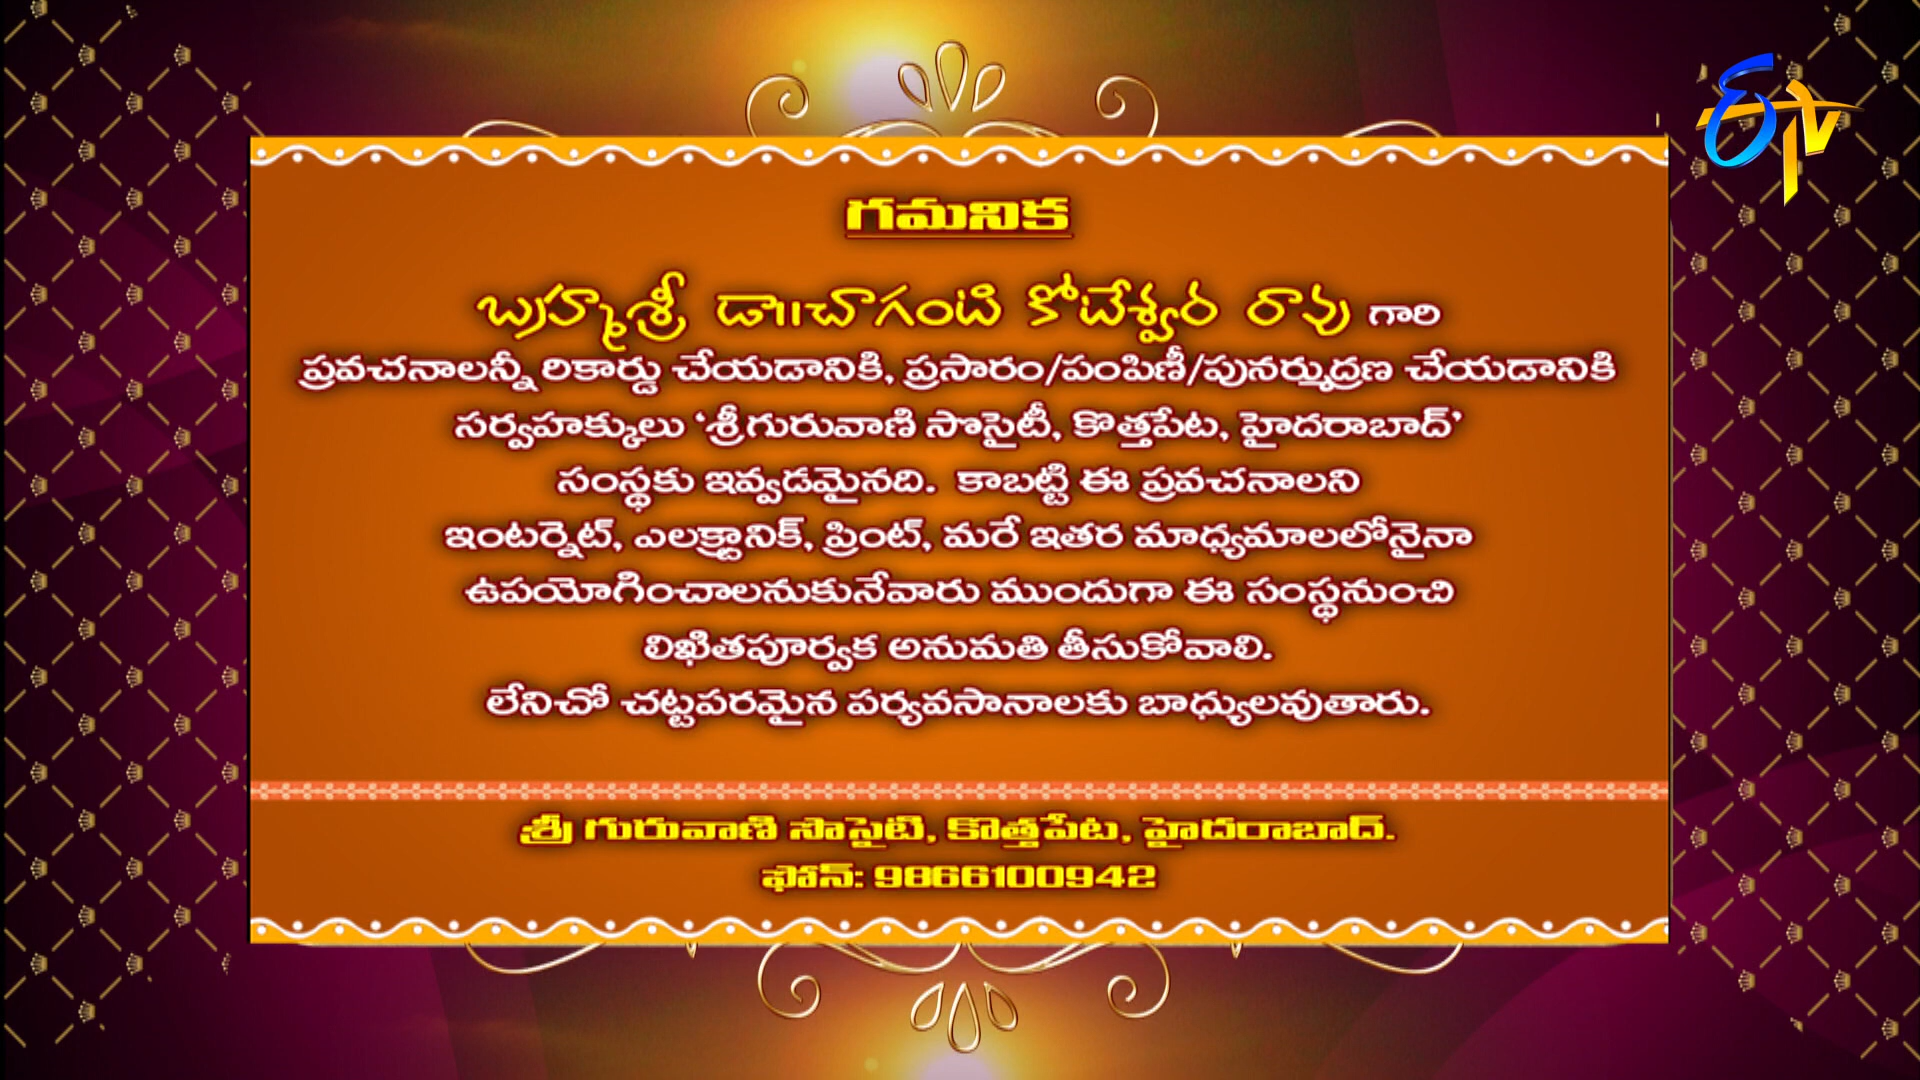 ఈTV
గమనిక
బ్రహ్మశ్రీ డా॥చాగంటి కోటేశ్వర రావు గారి
ప్రవచనాలన్నీ రికార్డు చేయడానికి, ప్రసారం/పంపిణీ/పునర్ముద్రణ చేయడానికి
సర్వహక్కులు ‘శ్రీగురువాణి సొసైటీ, కొత్తపేట, హైదరాబాద్’
సంస్థకు ఇవ్వడమైనది. కాబట్టి ఈ ప్రవచనాలని
ఇంటర్నెట్, ఎలక్ట్రానిక్, ప్రింట్, మరే ఇతర మాధ్యమాలలోనైనా
ఉపయోగించాలనుకునేవారు ముందుగా ఈ సంస్థనుంచి
లిఖితపూర్వక అనుమతి తీసుకోవాలి.
లేనిచో చట్టపరమైన పర్యవసానాలకు బాధ్యులవుతారు.
శ్రీ గురువాణి సొసైటి, కొత్తపేట, హైదరాబాద్.
ఫోన్: 9866100942